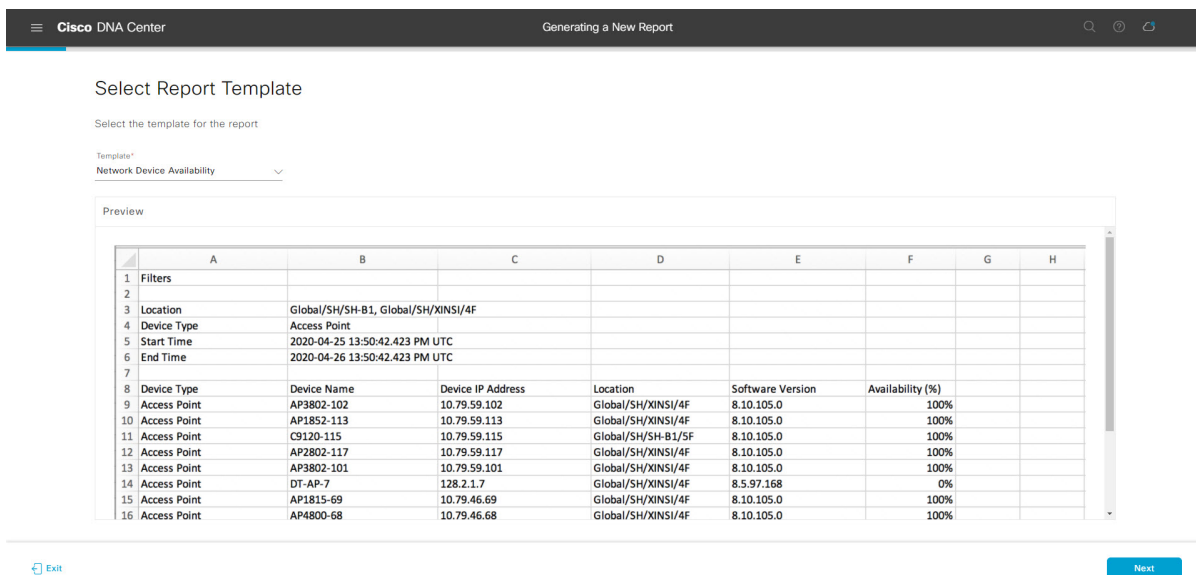 Cisco DNA Center Generating a New Report
Select Report Template
Select the template for the report
Template*
Network Device Availability
Preview
A B C D E F G H
1 Filters
2
3 Location Global/SH/SH-B1, Global/SH/XINSI/4F
4 Device Type Access Point
5 Start Time 2020-04-25 13:50:42.423 PM UTC
6 End Time 2020-04-26 13:50:42.423 PM UTC
7
8 Device Type Device Name Device IP Address Location Software Version Availability (%)
9 Access Point AP3802-102 10.79.59.102 Global/SH/XINSI/4F 8.10.105.0 100%
10 Access Point AP1852-113 10.79.59.113 Global/SH/XINSI/4F 8.10.105.0 100%
11 Access Point C9120-115 10.79.59.115 Global/SH/SH-B1/5F 8.10.105.0 100%
12 Access Point AP2802-117 10.79.59.117 Global/SH/XINSI/4F 8.10.105.0 100%
13 Access Point AP3802-101 10.79.59.101 Global/SH/XINSI/4F 8.10.105.0 100%
14 Access Point DT-AP-7 128.2.1.7 Global/SH/XINSI/4F 8.5.97.168 0%
15 Access Point AP1815-69 10.79.46.69 Global/SH/XINSI/4F 8.10.105.0 100%
16 Access Point AP4800-68 10.79.46.68 Global/SH/XINSI/4F 8.10.105.0 100%
Exit Next